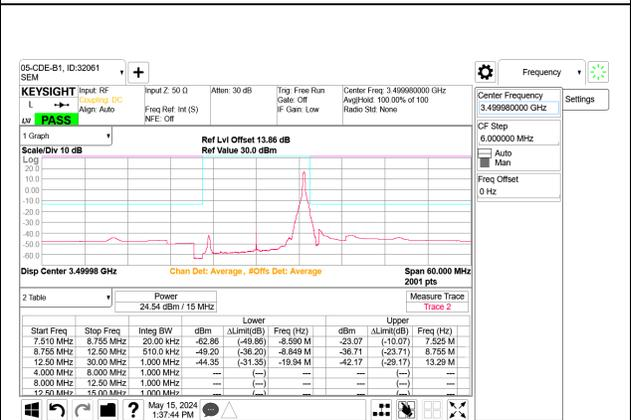 05-CDE-B1, ID:32061
SEM
Frequency
KEYSIGHT
Input: RF
Coupling: DC
Align: Auto
Input Z: 50 Ω
Freq Ref: Int (S)
NFE: Off
Atten: 30 dB
Trig: Free Run
Gate: Off
IF Gain: Low
Center Freq: 3.499980000 GHz
Avg|Hold: 100.00% of 100
Radio Std: None
L
LXI
PASS
Center Frequency
3.499980000 GHz
Settings
CF Step
6.000000 MHz
Auto
Man
Freq Offset
0 Hz
1 Graph
Scale/Div 10 dB
Ref Lvl Offset 13.86 dB
Ref Value 30.0 dBm
Log
20.0
10.0
0.00
-10.0
-20.0
-30.0
-40.0
-50.0
-60.0
Disp Center 3.49998 GHz
Chan Det: Average, #Offs Det: Average
Span 60.000 MHz
2001 pts
2 Table
Power
24.54 dBm / 15 MHz
Measure Trace
Trace 2
Lower Upper
Start Freq Stop Freq Integ BW dBm ΔLimit(dB) Freq (Hz) dBm ΔLimit(dB) Freq (Hz)
7.510 MHz 8.755 MHz 20.00 kHz -62.86 (-49.86) -8.590 M -23.07 (-10.07) 7.525 M
8.755 MHz 12.50 MHz 510.0 kHz -49.20 (-36.20) -8.849 M -36.71 (-23.71) 8.755 M
12.50 MHz 30.00 MHz 1.000 MHz -44.35 (-31.35) -19.94 M -42.17 (-29.17) 13.29 M
4.000 MHz 8.000 MHz 1.000 MHz --- (---) --- (---)
8.000 MHz 12.50 MHz 1.000 MHz --- (---) --- (---)
12.50 MHz 15.00 MHz 1.000 MHz --- (---) --- (---)
May 15, 2024
1:37:44 PM